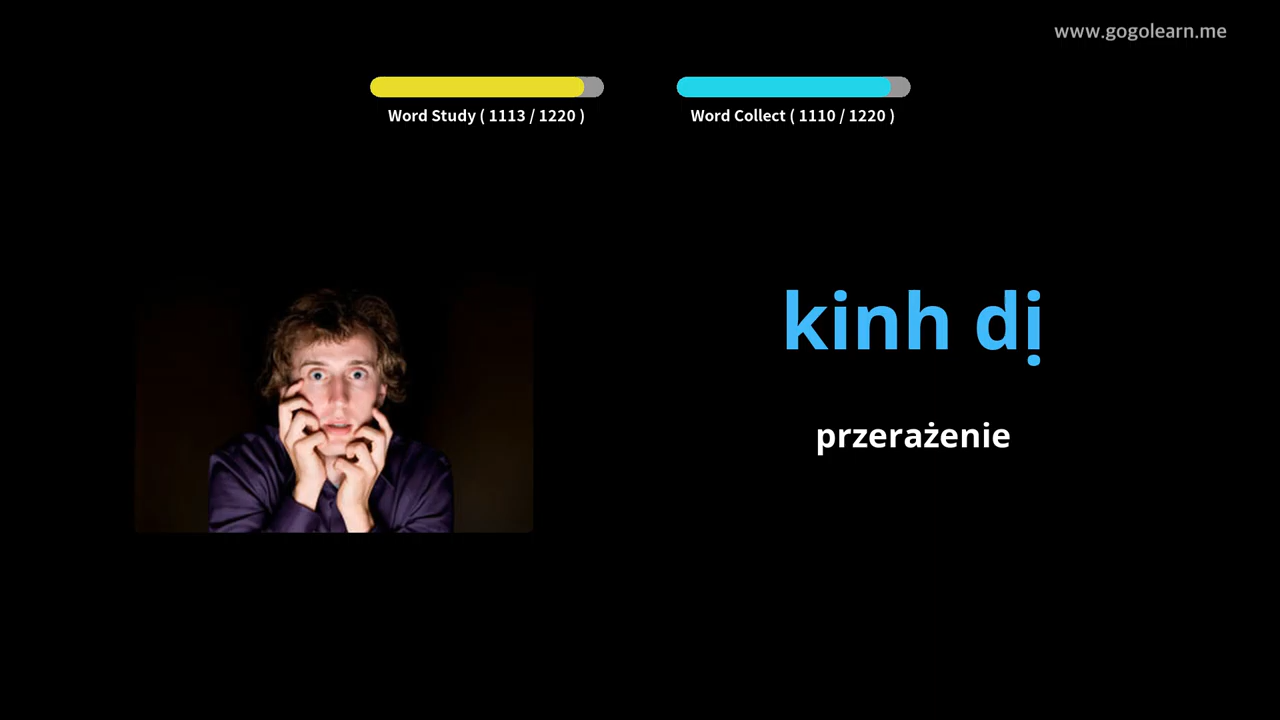 www.gogolearn.me
Word Study ( 1113 / 1220 )
Word Collect ( 1110 / 1220 )
kinh dị
przerażenie